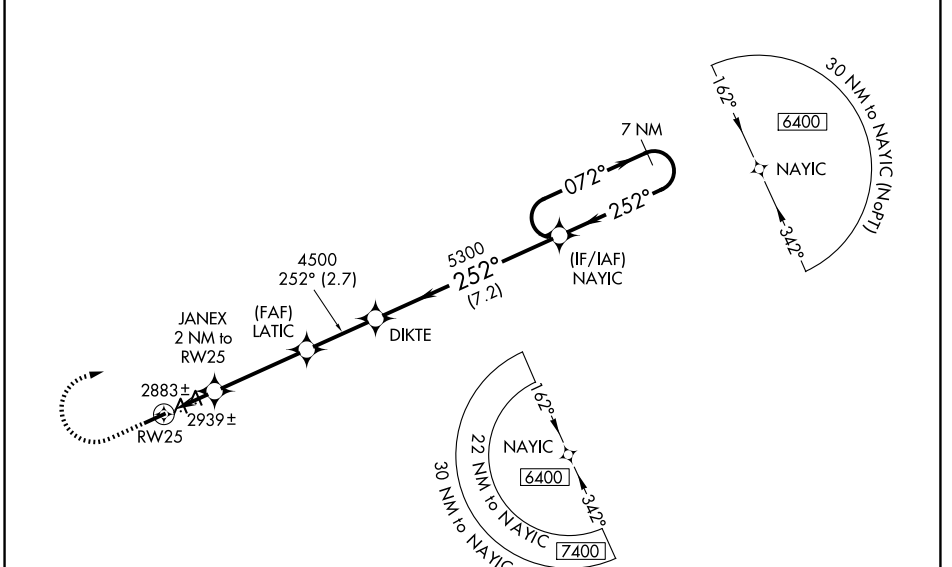 30 NM to NAYIC (NoPT)
162°
6400
NAYIC
342°
7 NM
072°
252°
5300
252°
(7.2)
(IF/IAF)
NAYIC
4500
252° (2.7)
(FAF)
LATIC
DIKTE
JANEX
2 NM to
RW25
2883±
2939±
RW25
162°
NAYIC
6400
342°
22 NM to NAYIC
7400
30 NM to NAYIC